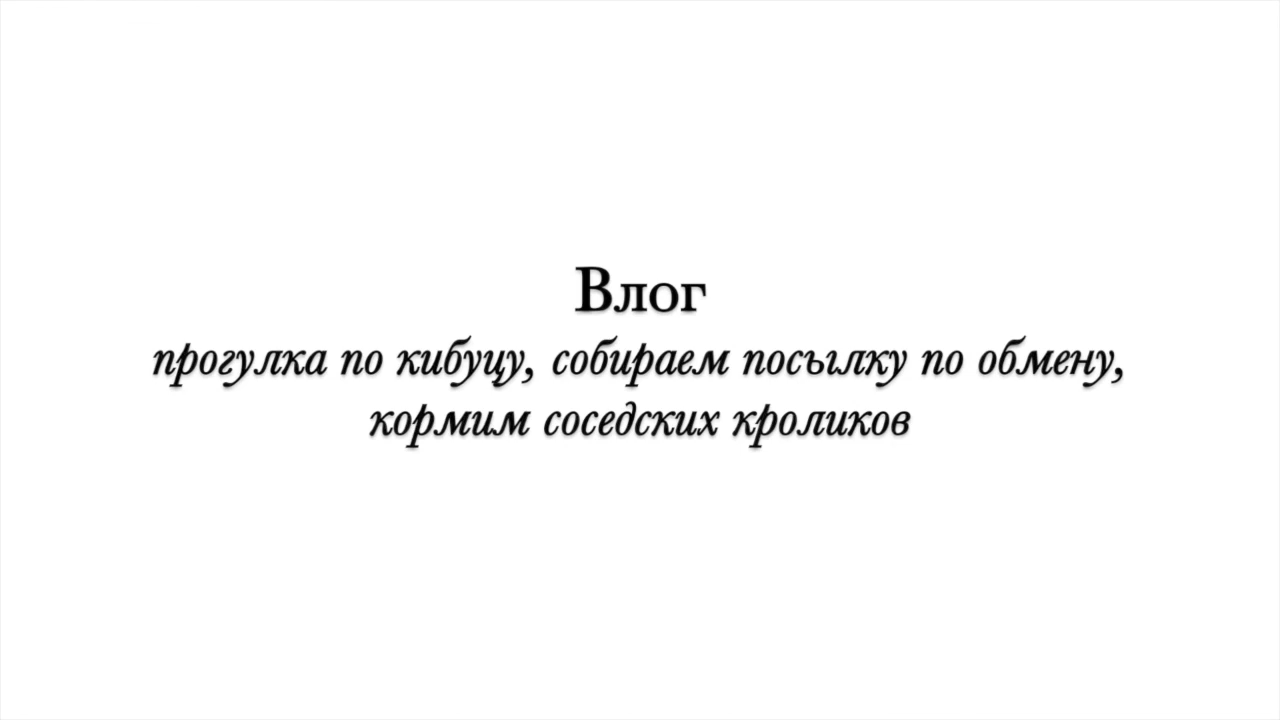 Влог
прогулка по кибуцу, собираем посылку по обмену,
кормим соседских кроликов